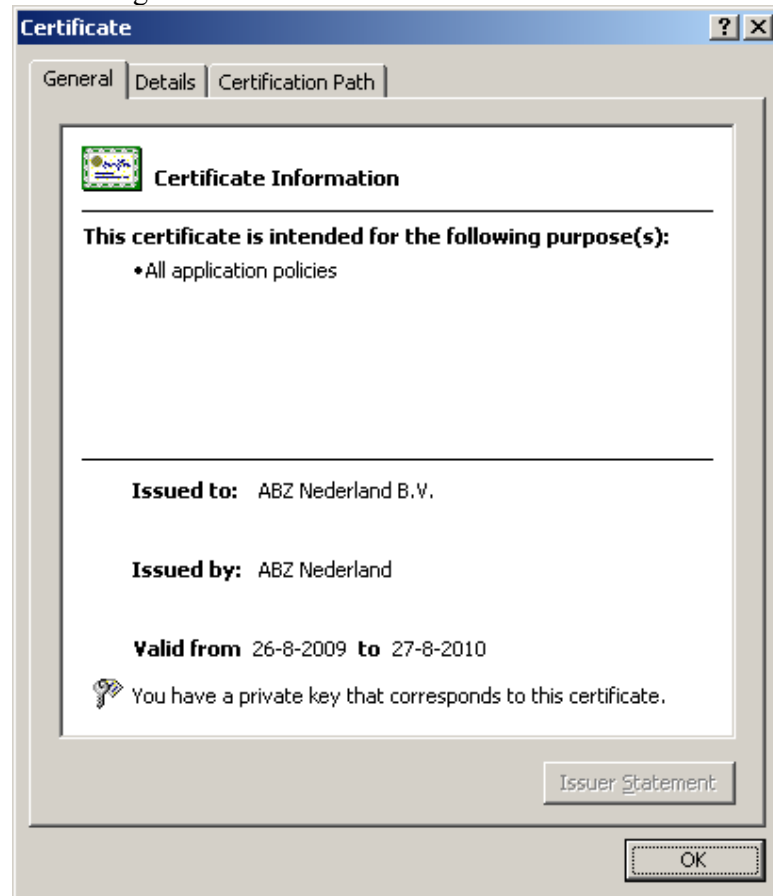 Certificate
General Details Certification Path
Certificate Information
This certificate is intended for the following purpose(s):
•All application policies
Issued to: ABZ Nederland B.V.
Issued by: ABZ Nederland
Valid from 26-8-2009 to 27-8-2010
You have a private key that corresponds to this certificate.
Issuer Statement
OK